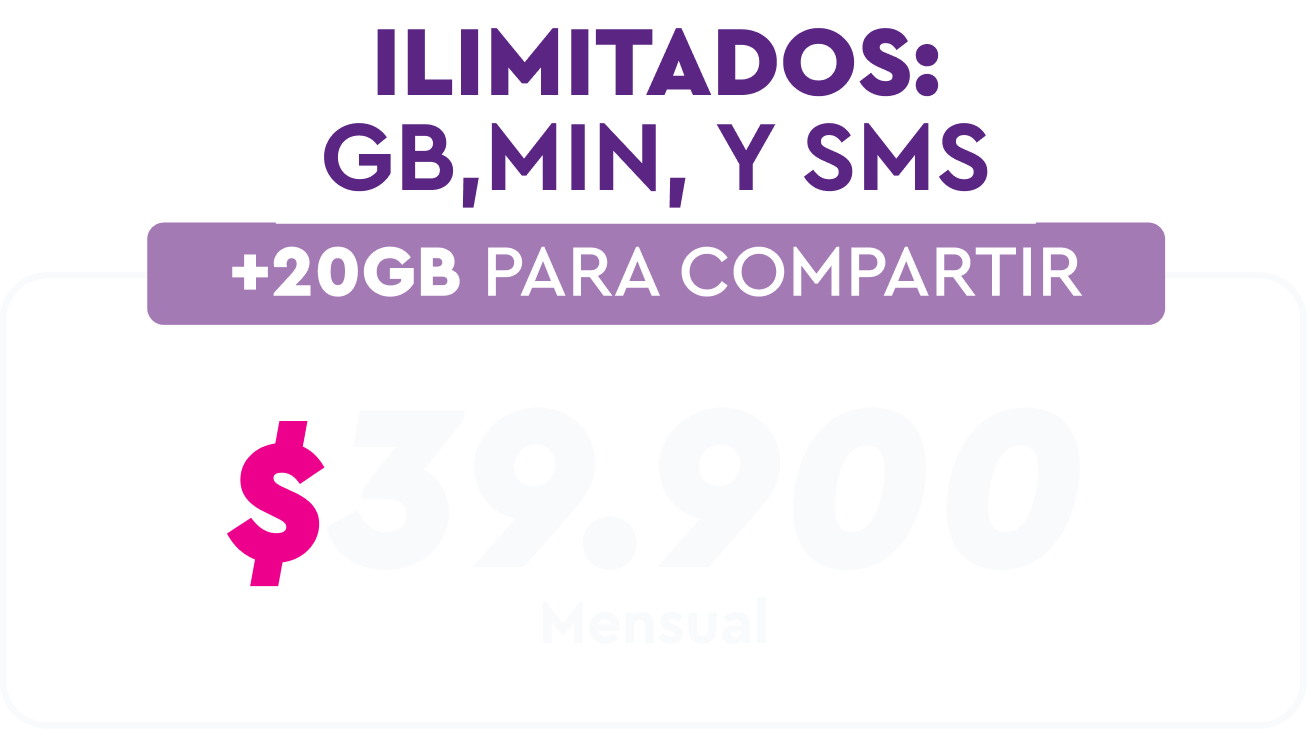 ILIMITADOS:
GB,MIN, Y SMS
+20GB PARA COMPARTIR
$39.900
Mensual